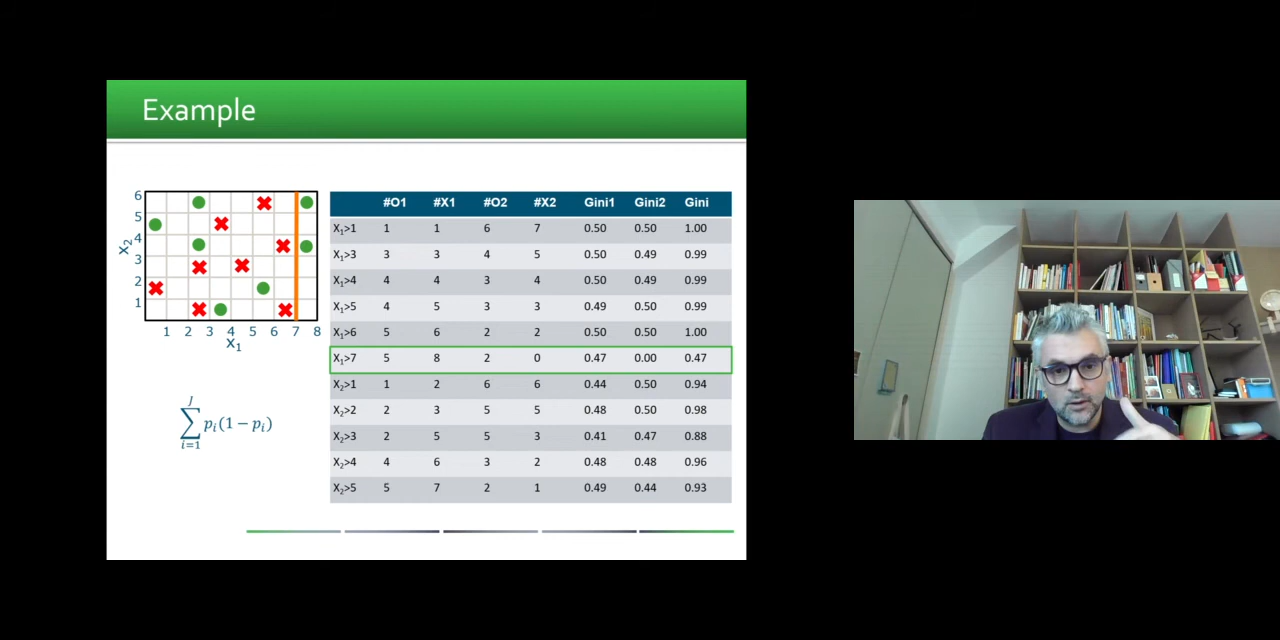 Example
6
5
4
3
2
1
X2
1 2 3 4 5 6 7 8
X1
J
∑ pi(1 − pi)
i=1
#O1 #X1 #O2 #X2 Gini1 Gini2 Gini
X1>1 1 1 6 7 0.50 0.50 1.00
X1>3 3 3 4 5 0.50 0.49 0.99
X1>4 4 4 3 4 0.50 0.49 0.99
X1>5 4 5 3 3 0.49 0.50 0.99
X1>6 5 6 2 2 0.50 0.50 1.00
X1>7 5 8 2 0 0.47 0.00 0.47
X2>1 1 2 6 6 0.44 0.50 0.94
X2>2 2 3 5 5 0.48 0.50 0.98
X2>3 2 5 5 3 0.41 0.47 0.88
X2>4 4 6 3 2 0.48 0.48 0.96
X2>5 5 7 2 1 0.49 0.44 0.93